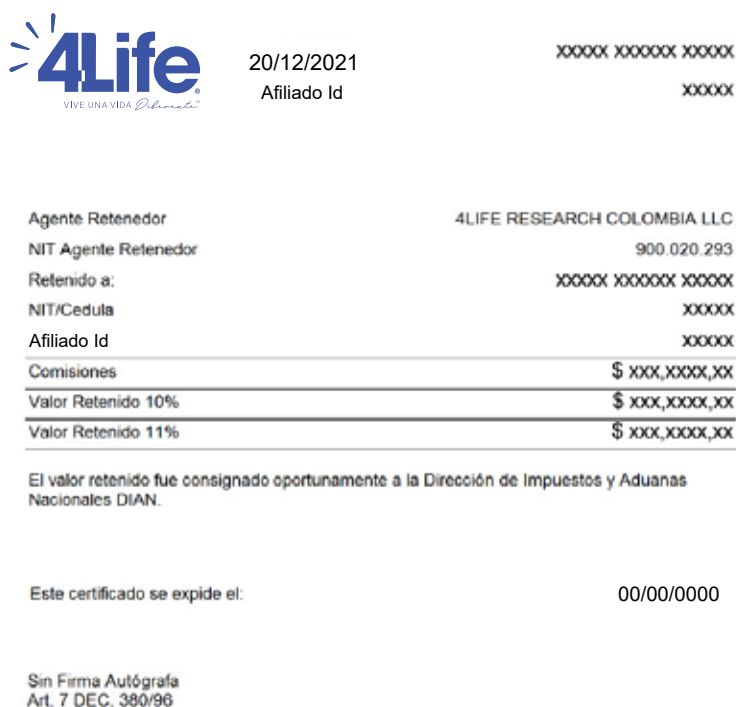 4Life
VIVE UNA VIDA Diferente™
20/12/2021
XXXXX XXXXXX XXXXX
Afiliado Id
XXXXX
Agente Retenedor 4LIFE RESEARCH COLOMBIA LLC
NIT Agente Retenedor 900.020.293
Retenido a: XXXXX XXXXXX XXXXX
NIT/Cedula XXXXX
Afiliado Id XXXXX
Comisiones $ XXX,XXXX,XX
Valor Retenido 10% $ XXX,XXXX,XX
Valor Retenido 11% $ XXX,XXXX,XX
El valor retenido fue consignado oportunamente a la Dirección de Impuestos y Aduanas
Nacionales DIAN.
Este certificado se expide el: 00/00/0000
Sin Firma Autógrafa
Art. 7 DEC. 380/96